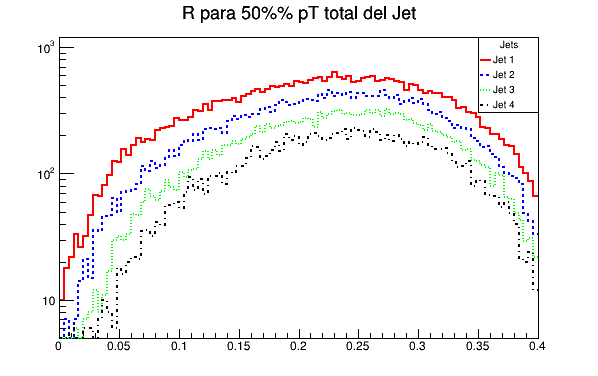 R para 50%% pT total del Jet
10³
10²
10
Jets
Jet 1
Jet 2
Jet 3
Jet 4
0 0.05 0.1 0.15 0.2 0.25 0.3 0.35 0.4